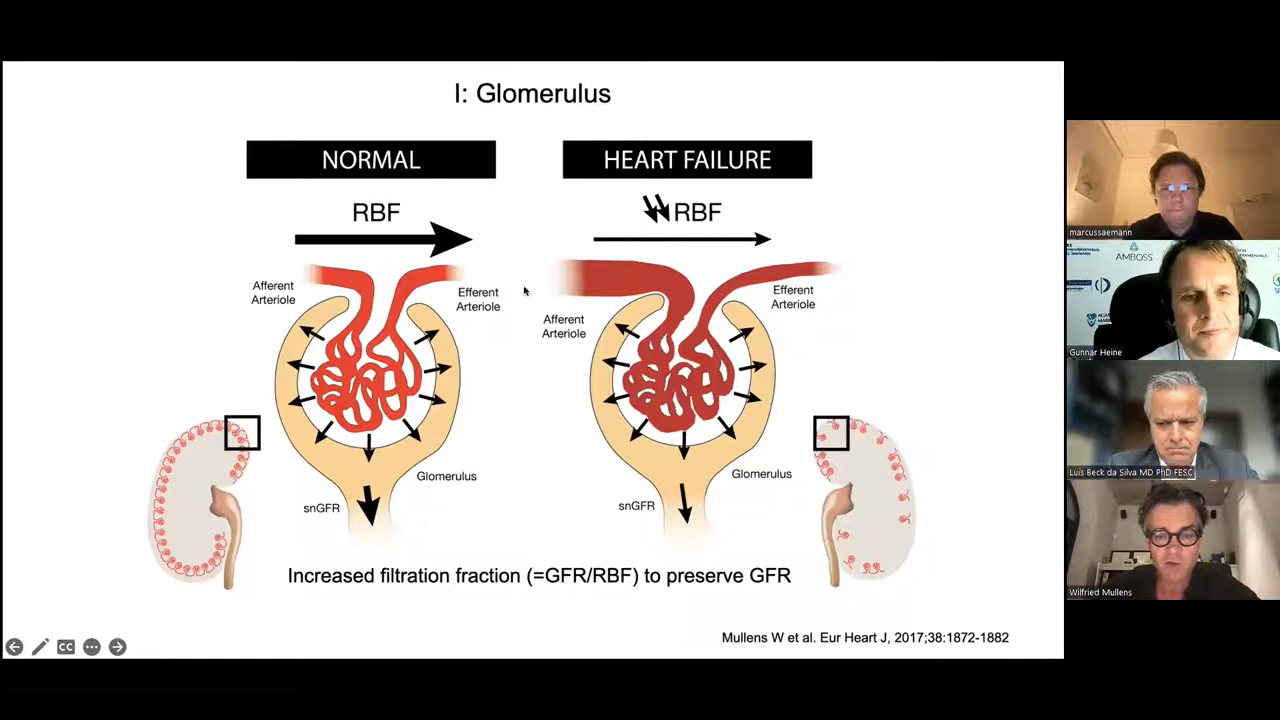 I: Glomerulus
NORMAL
HEART FAILURE
RBF
RBF
Afferent
Arteriole
Efferent
Arteriole
Afferent
Arteriole
Efferent
Arteriole
Glomerulus
Glomerulus
snGFR
snGFR
Increased filtration fraction (=GFR/RBF) to preserve GFR
Mullens W et al. Eur Heart J, 2017;38:1872-1882
CC
marcussaemann
AMBOSS
Gunnar Heine
Luís Beck da Silva MD PhD FESC
Wilfried Mullens